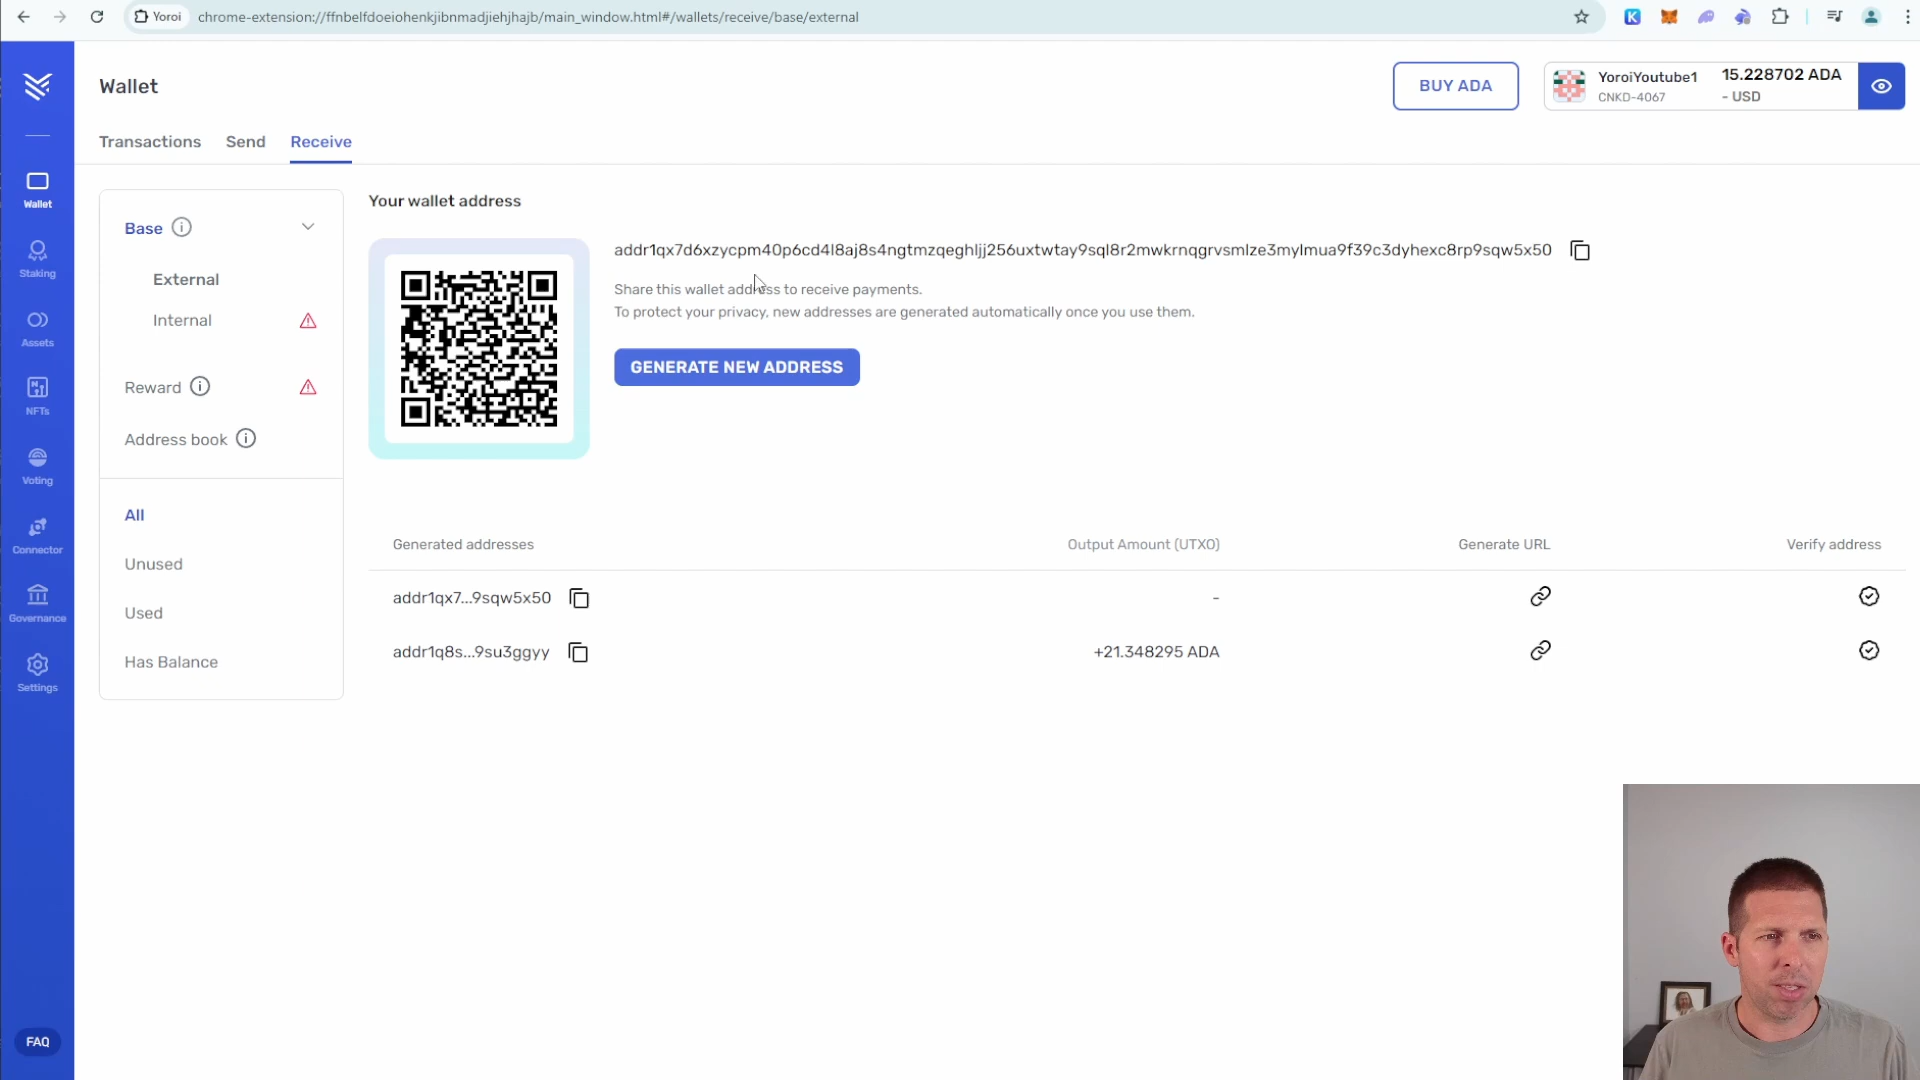 Yoroi
chrome-extension://ffnbelfdoeiohenkjibnmadjiehjhajb/main_window.html#/wallets/receive/base/external
Wallet
BUY ADA
YoroiYoutube1
CNKD-4067
15.228702 ADA
- USD
Transactions
Send
Receive
Wallet
Staking
Assets
NFTs
Voting
Connector
Governance
Settings
FAQ
Base
External
Internal
Reward
Address book
All
Unused
Used
Has Balance
Your wallet address
addr1qx7d6xzycpm40p6cd4l8aj8s4ngtmzqeghljj256uxtwtay9sql8r2mwkrnqgrvsmlze3mylmua9f39c3dyhexc8rp9sqw5x50
Share this wallet address to receive payments.
To protect your privacy, new addresses are generated automatically once you use them.
GENERATE NEW ADDRESS
Generated addresses
Output Amount (UTXO)
Generate URL
Verify address
addr1qx7...9sqw5x50
-
addr1q8s...9su3ggyy
+21.348295 ADA